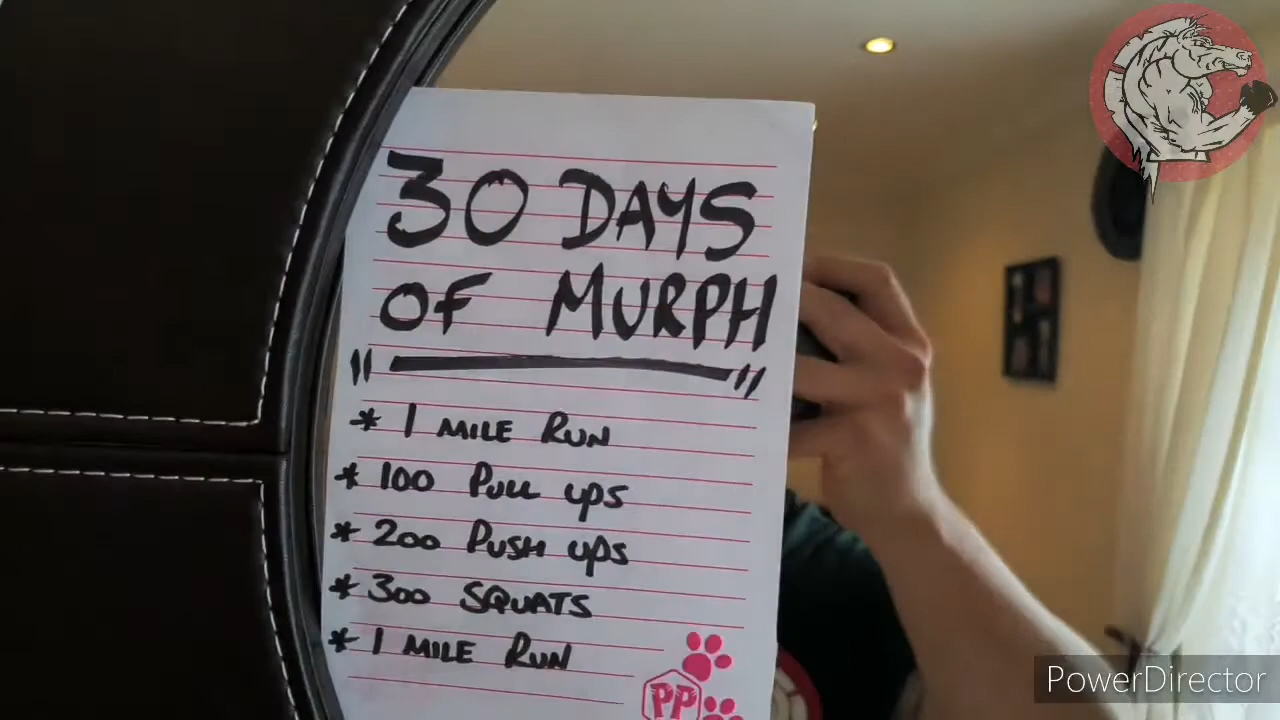 30 DAYS
OF MURPH
* 1 MILE RUN
* 100 PULL UPS
* 200 PUSH UPS
* 300 SQUATS
* 1 MILE RUN
PP
PowerDirector